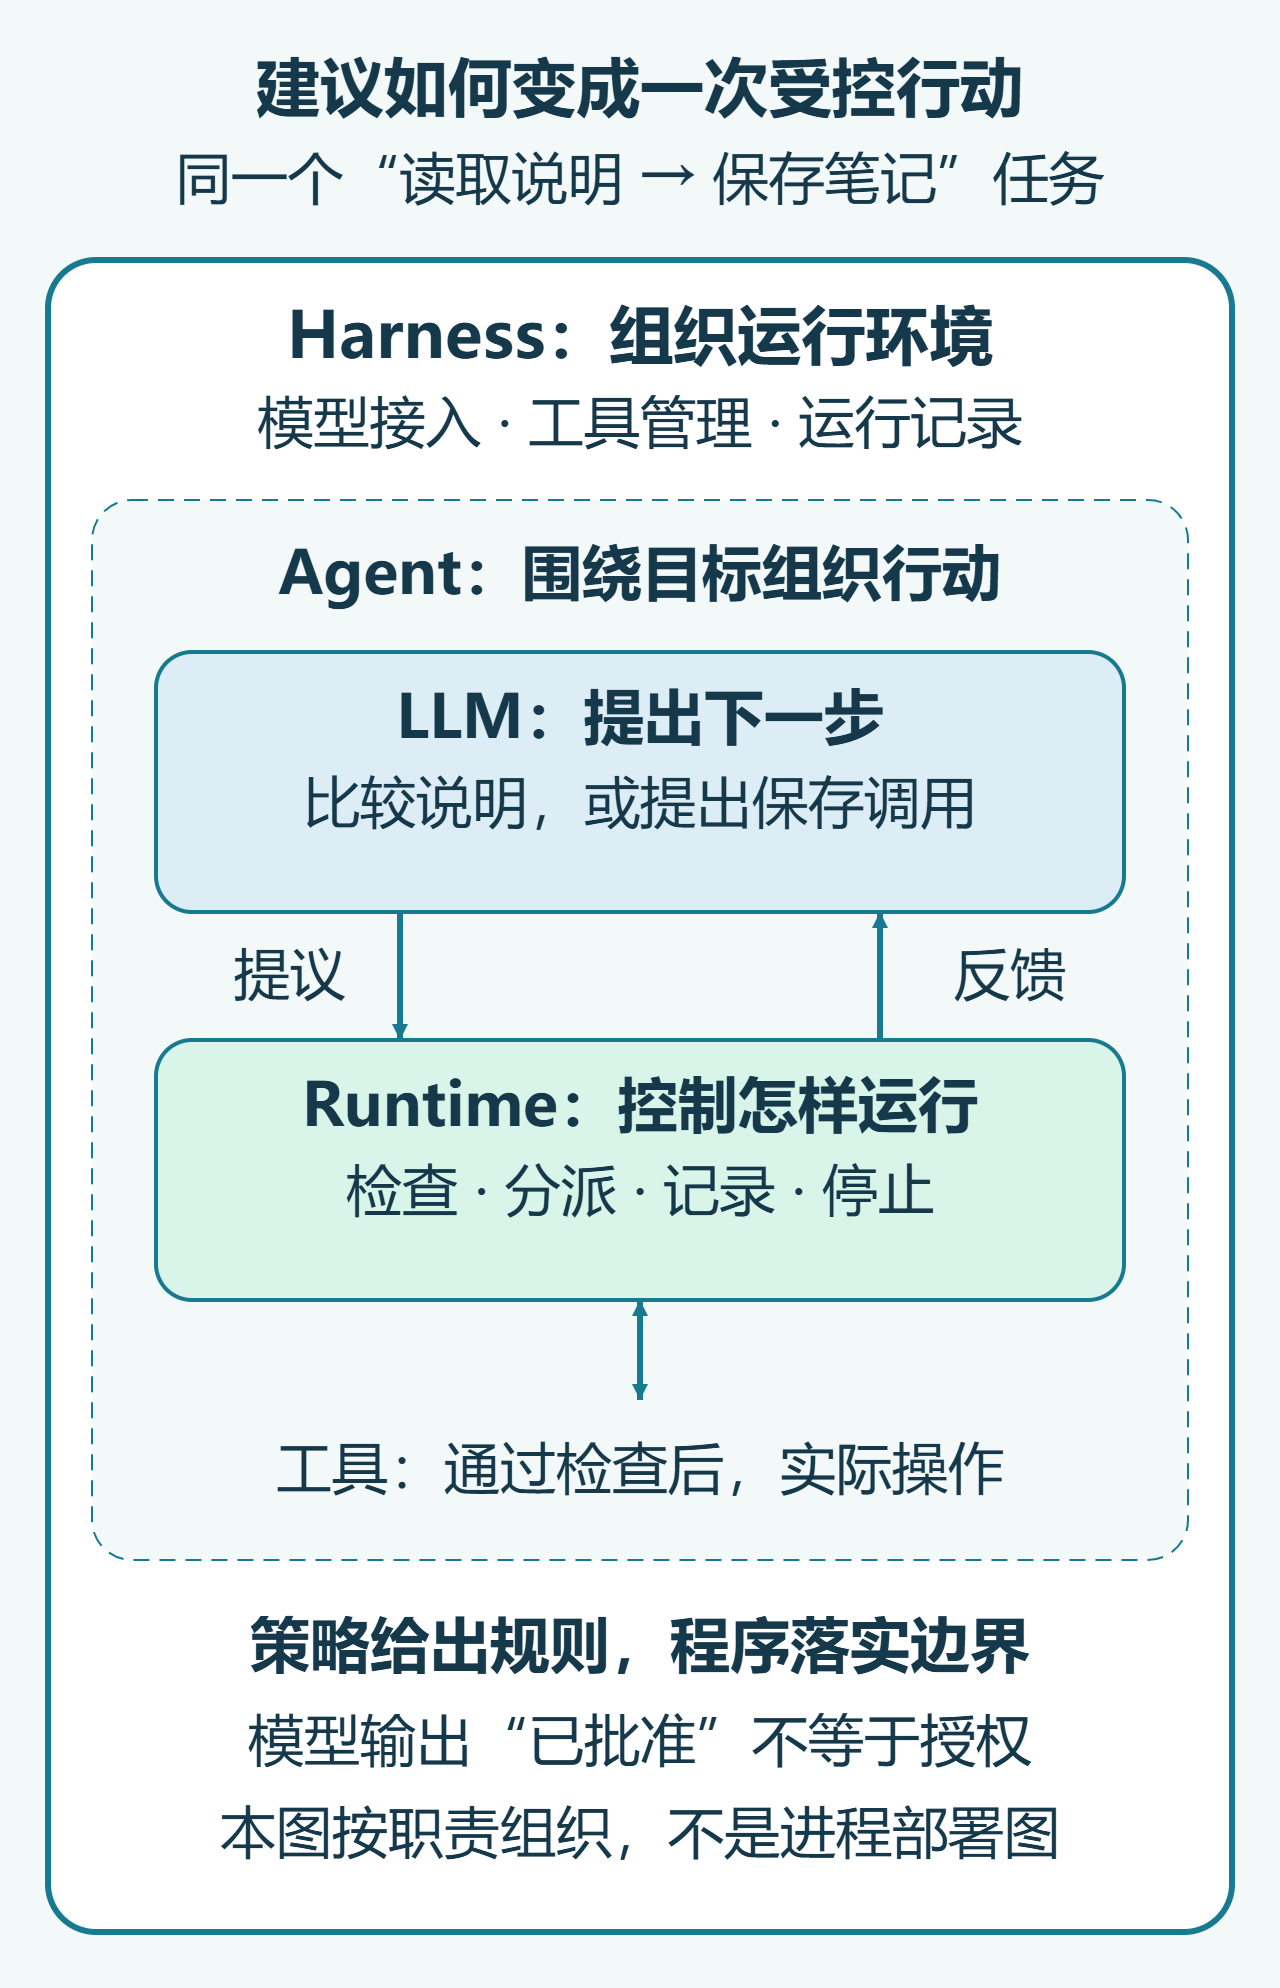 建议如何变成一次受控行动
同一个“读取说明 → 保存笔记”任务
Harness：组织运行环境
模型接入 · 工具管理 · 运行记录
Agent：围绕目标组织行动
LLM：提出下一步
比较说明，或提出保存调用
提议
反馈
Runtime：控制怎样运行
检查 · 分派 · 记录 · 停止
工具：通过检查后，实际操作
策略给出规则，程序落实边界
模型输出“已批准”不等于授权
本图按职责组织，不是进程部署图